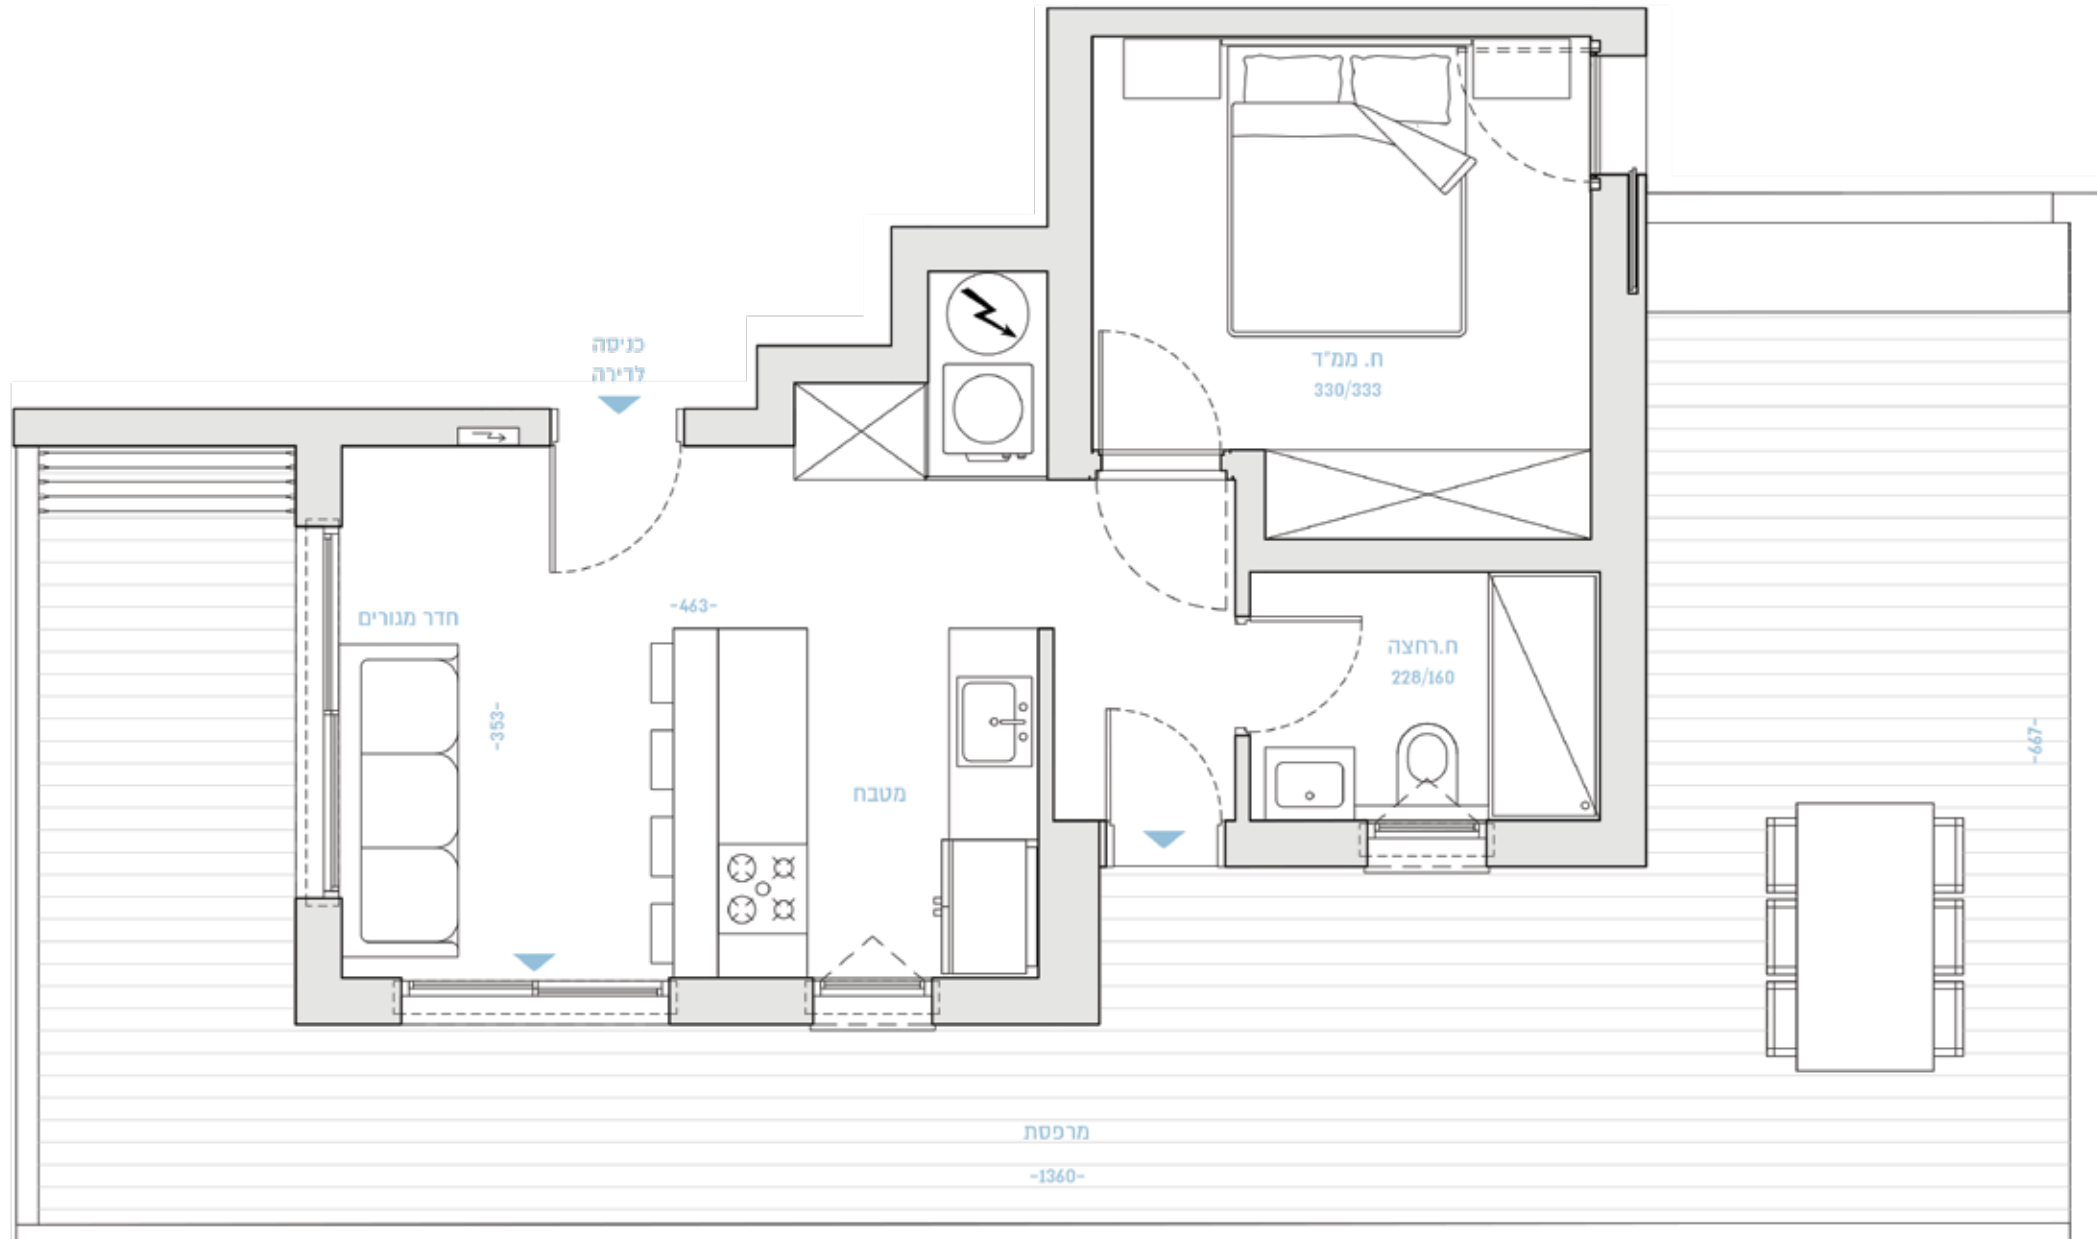 כניסה
לדירה
ח. ממ"ד
330/333
חדר מגורים
-463-
ח.רחצה
228/160
-353-
-667-
מטבח
מרפסת
-1360-